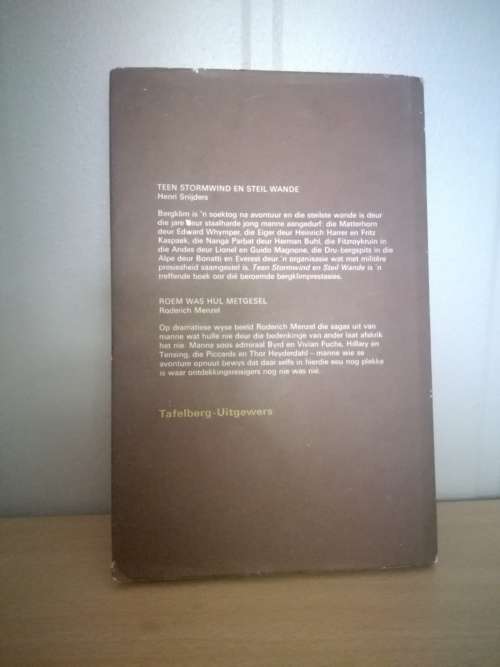 TEEN STORMWIND EN STEIL WANDE
Henri Snijders
Bergklim is 'n soektog na avontuur en die steilste wande is deur
die jare deur staalharde jong manne aangedurf: die Matterhorn
deur Edward Whymper, die Eiger deur Heinrich Harrer en Fritz
Kaspaek, die Nanga Parbat deur Herman Buhl, die Fitzroykruin in
die Andes deur Lionel en Guido Magnone, die Dru-bergspits in die
Alpe deur Bonatti en Everest deur 'n organisasie wat met militêre
presiesheid saamgestel is. Teen Stormwind en Steil Wande is 'n
treffende boek oor dié beroemde bergklimprestasies.
ROEM WAS HUL METGESEL
Roderich Menzel
Op dramatiese wyse beeld Roderich Menzel die sagas uit van
manne wat hulle nie deur die bedenkinge van ander laat afskrik
het nie. Manne soos admiraal Byrd en Vivian Fuchs, Hillary en
Tensing, die Piccards en Thor Heyderdahl – manne wie se
avonture opnuut bewys dat daar selfs in hierdie eeu nog plekke
is waar ontdekkingsreisigers nog nie was nie.
Tafelberg-Uitgewers